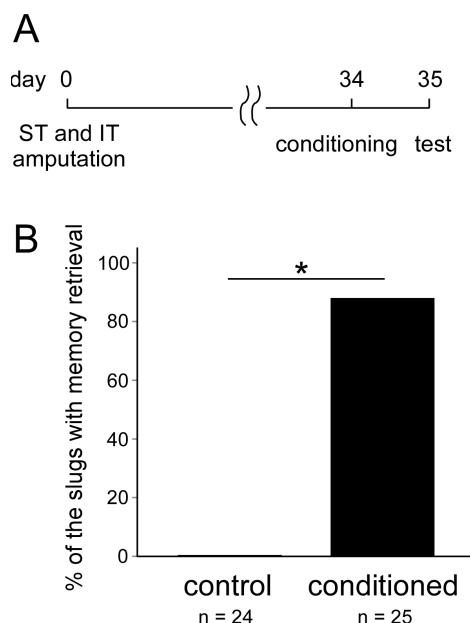 A
day 0 34 35
ST and IT
amputation
conditioning test
B
% of the slugs with memory retrieval
*
100
80
60
40
20
0
control conditioned
n = 24 n = 25